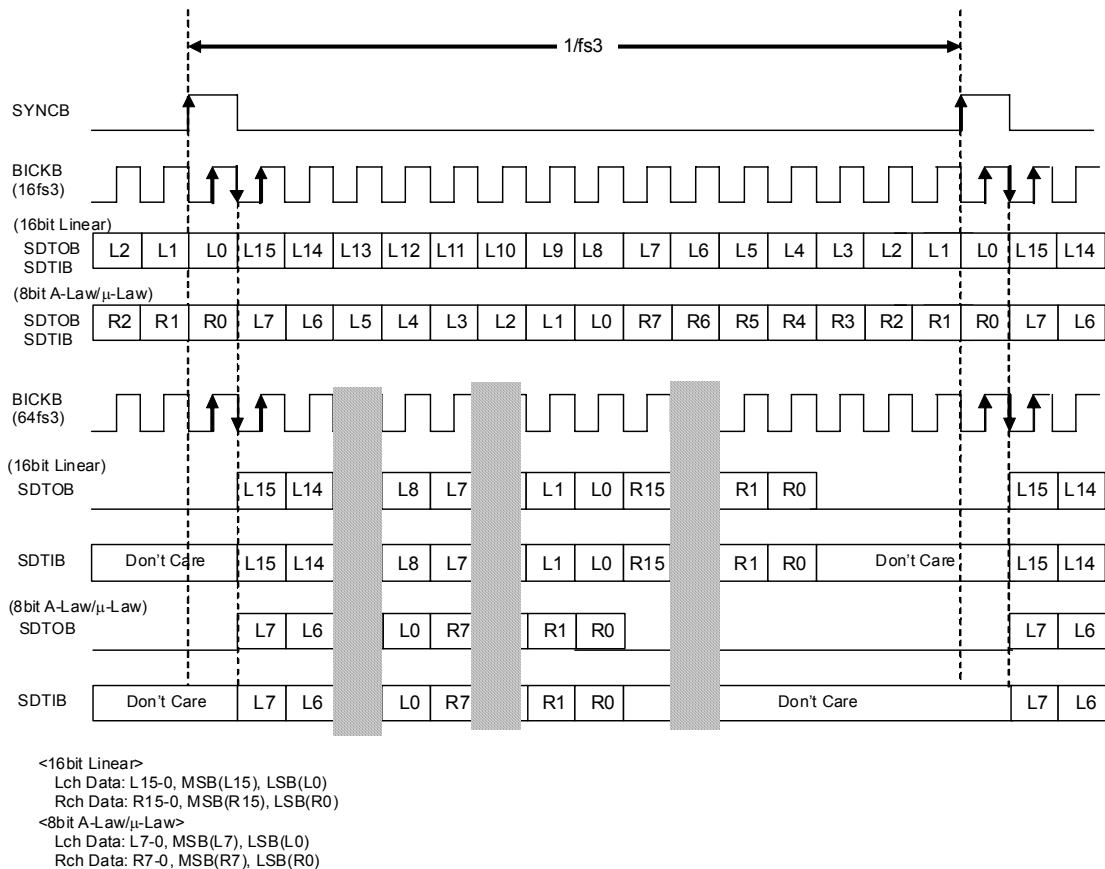 1/fs3
SYNCB
BICKB
(16fs3)
(16bit Linear)
SDTOB
SDTIB
L2 L1 L0 L15 L14 L13 L12 L11 L10 L9 L8 L7 L6 L5 L4 L3 L2 L1 L0 L15 L14
(8bit A-Law/μ-Law)
SDTOB
SDTIB
R2 R1 R0 L7 L6 L5 L4 L3 L2 L1 L0 R7 R6 R5 R4 R3 R2 R1 R0 L7 L6
BICKB
(64fs3)
(16bit Linear)
SDTOB L15 L14 L8 L7 L1 L0 R15 R1 R0 L15 L14
SDTIB Don't Care L15 L14 L8 L7 L1 L0 R15 R1 R0 Don't Care L15 L14
(8bit A-Law/μ-Law)
SDTOB L7 L6 L0 R7 R1 R0 L7 L6
SDTIB Don't Care L7 L6 L0 R7 R1 R0 Don't Care L7 L6
<16bit Linear>
Lch Data: L15-0, MSB(L15), LSB(L0)
Rch Data: R15-0, MSB(R15), LSB(R0)
<8bit A-Law/μ-Law>
Lch Data: L7-0, MSB(L7), LSB(L0)
Rch Data: R7-0, MSB(R7), LSB(R0)